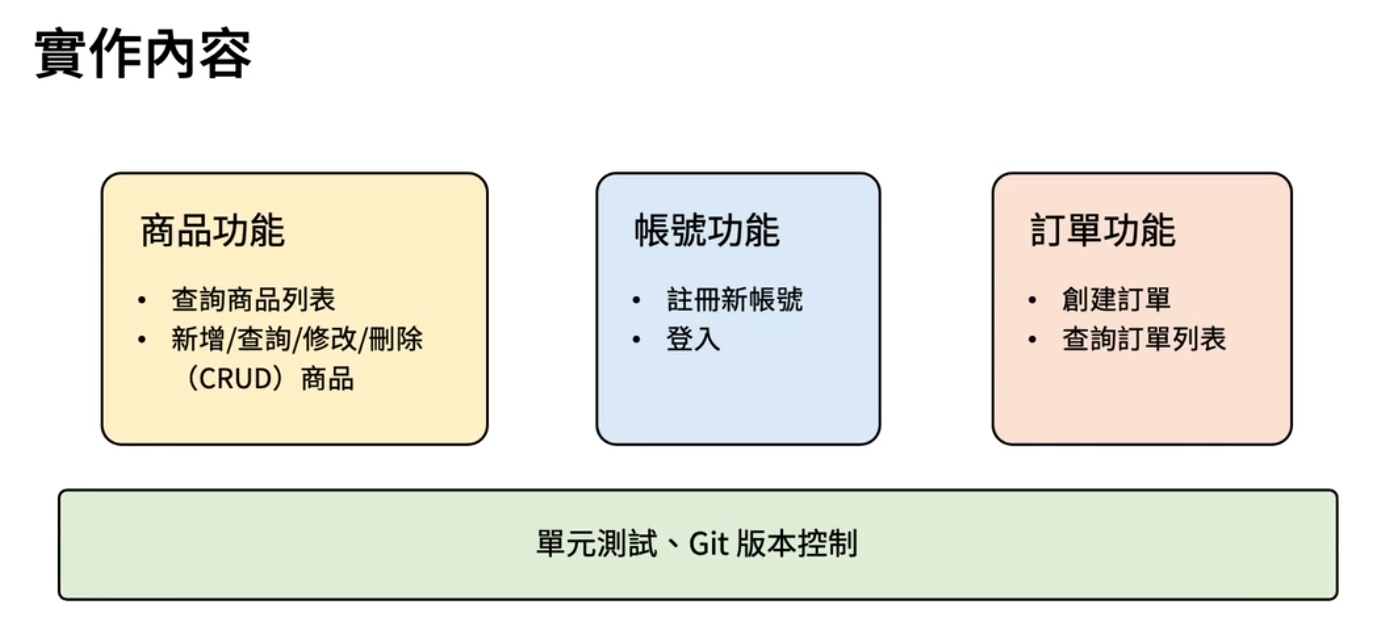 實作內容
商品功能
• 查詢商品列表
• 新增/查詢/修改/刪除
（CRUD）商品
帳號功能
• 註冊新帳號
• 登入
訂單功能
• 創建訂單
• 查詢訂單列表
單元測試、Git 版本控制